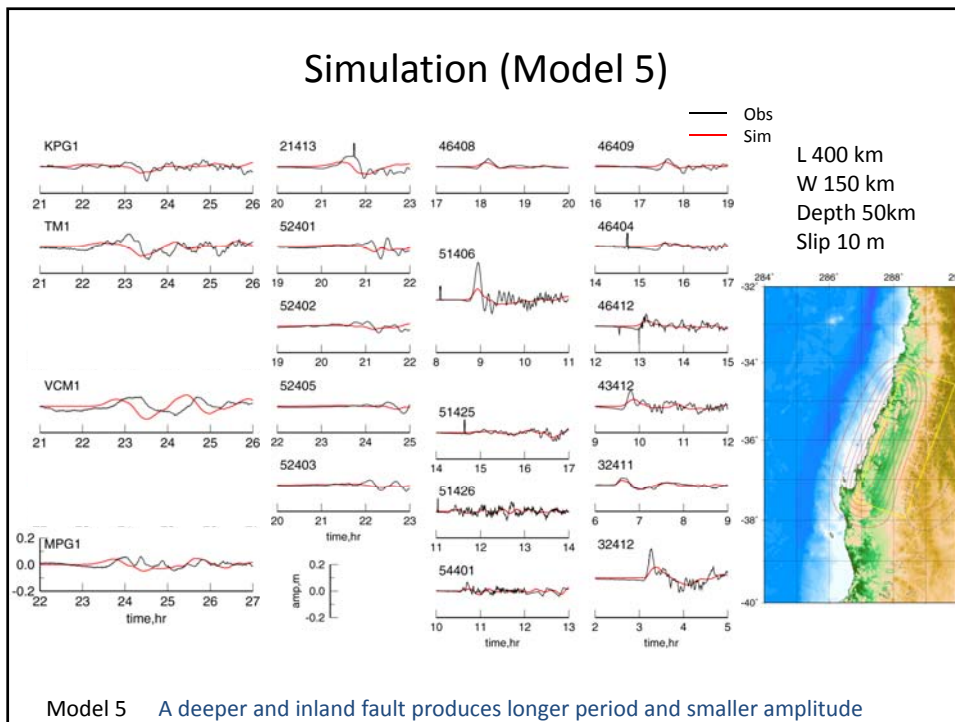 Simulation (Model 5)
Obs
Sim
L 400 km
W 150 km
Depth 50km
Slip 10 m
KPG1
21 22 23 24 25 26
TM1
21 22 23 24 25 26
VCM1
21 22 23 24 25 26
0.2
0.0
-0.2
MPG1
22 23 24 25 26 27
time,hr
21413
20 21 22 23
52401
19 20 21 22
52402
19 20 21 22
52405
22 23 24 25
52403
20 21 22 23
time,hr
amp,m
0.2
0.0
-0.2
46408
17 18 19 20
51406
8 9 10 11
51425
14 15 16 17
51426
11 12 13 14
54401
10 11 12 13
time,hr
46409
16 17 18 19
46404
14 15 16 17
46412
12 13 14 15
43412
9 10 11 12
32411
6 7 8 9
32412
2 3 4 5
time,hr
284° 286° 288°
-32°
-34°
-36°
-38°
-40°
Model 5 A deeper and inland fault produces longer period and smaller amplitude